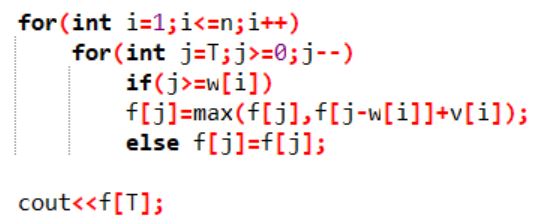 for(int i=1;i<=n;i++)
    for(int j=T;j>=0;j--)
        if(j>=w[i])
        f[j]=max(f[j],f[j-w[i]]+v[i]);
        else f[j]=f[j];

cout<<f[T];